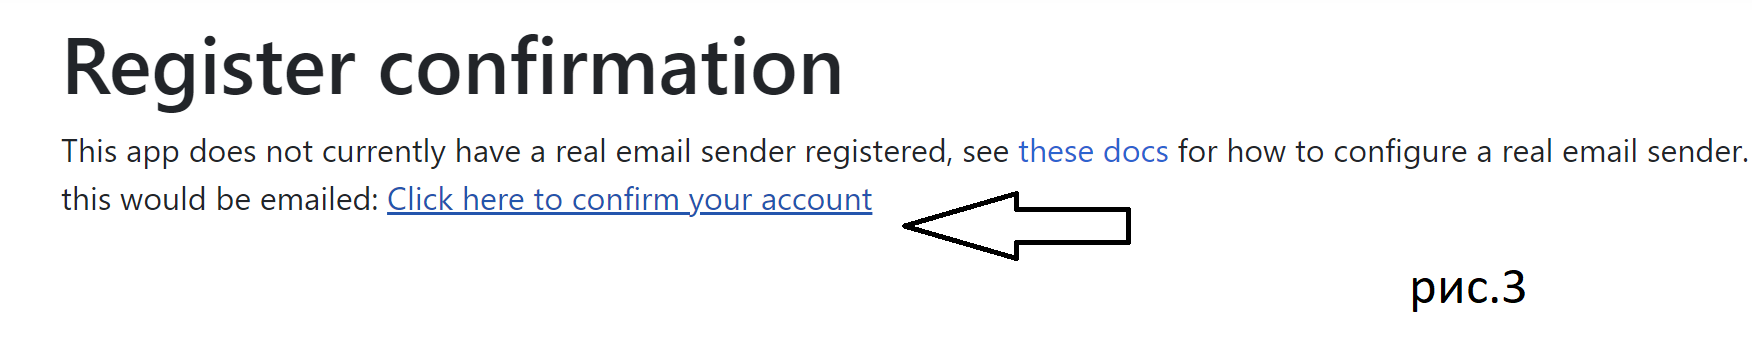 Register confirmation
This app does not currently have a real email sender registered, see these docs for how to configure a real email sender.
this would be emailed: Click here to confirm your account
рис.3